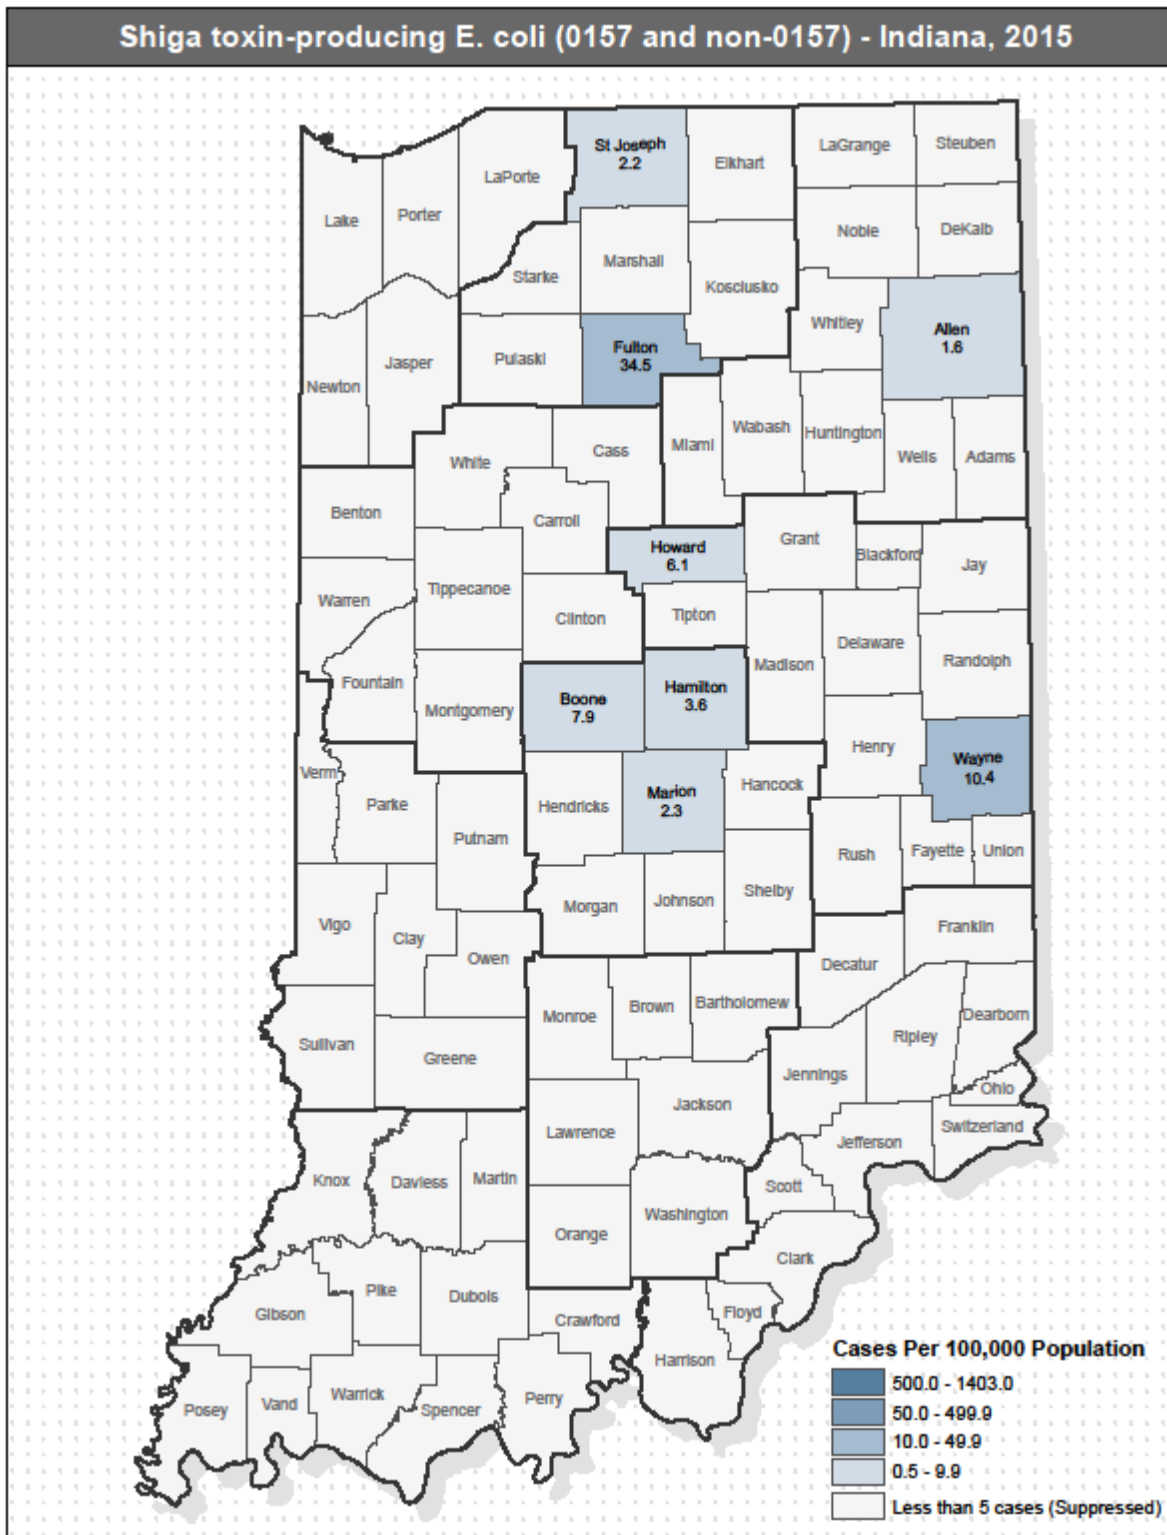 Shiga toxin-producing E. coli (0157 and non-0157) - Indiana, 2015
St Joseph
2.2
Elkhart
LaGrange
Steuben
LaPorte
Lake
Porter
Noble
DeKalb
Starke
Marshall
Kosciusko
Whitley
Allen
1.6
Newton
Jasper
Pulaski
Fulton
34.5
White
Cass
Miami
Wabash
Huntington
Wells
Adams
Benton
Carroll
Howard
6.1
Grant
Blackford
Jay
Warren
Tippecanoe
Clinton
Tipton
Fountain
Montgomery
Boone
7.9
Hamilton
3.6
Madison
Delaware
Randolph
Henry
Wayne
10.4
Verm
Parke
Putnam
Hendricks
Marion
2.3
Hancock
Rush
Fayette
Union
Vigo
Clay
Owen
Morgan
Johnson
Shelby
Decatur
Franklin
Sullivan
Greene
Monroe
Brown
Bartholomew
Jennings
Ripley
Dearborn
Ohio
Switzerland
Jefferson
Knox
Daviess
Martin
Lawrence
Jackson
Orange
Washington
Scott
Clark
Gibson
Pike
Dubois
Crawford
Harrison
Floyd
Posey
Vand
Warrick
Spencer
Perry
Cases Per 100,000 Population
500.0 - 1403.0
50.0 - 499.9
10.0 - 49.9
0.5 - 9.9
Less than 5 cases (Suppressed)